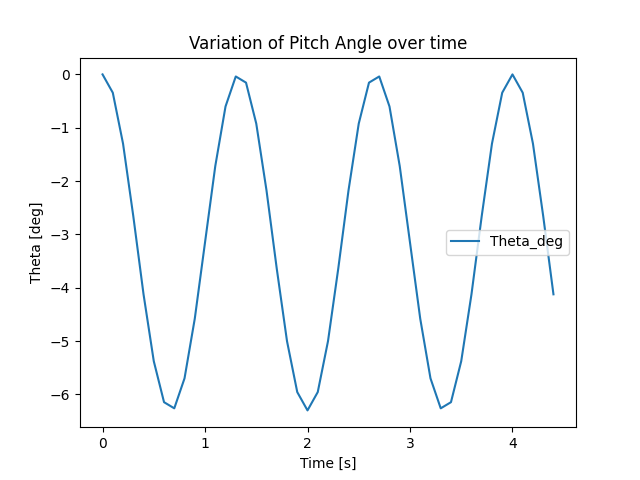 Variation of Pitch Angle over time
Theta [deg]
0
−1
−2
−3
−4
−5
−6
Theta_deg
0 1 2 3 4
Time [s]